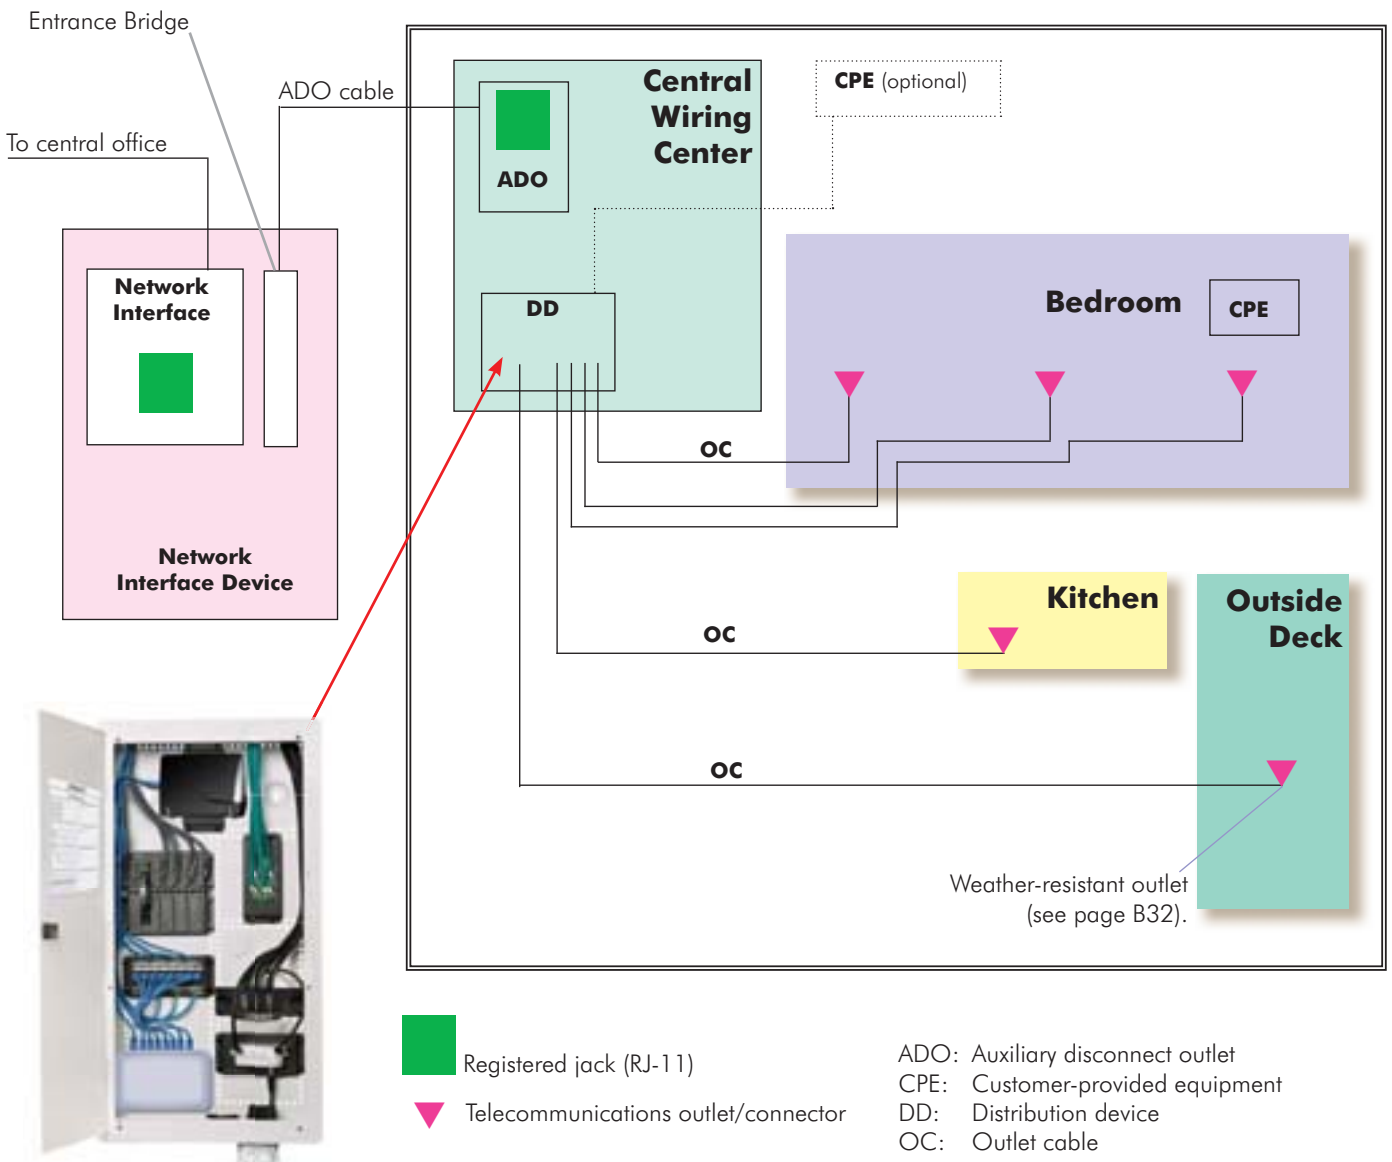 Entrance Bridge
ADO cable
To central office
Central
Wiring
Center
CPE (optional)
ADO
Network
Interface
DD
Bedroom
CPE
OC
Network
Interface Device
Kitchen
Outside
Deck
OC
OC
Weather-resistant outlet
(see page B32).
Registered jack (RJ-11)
Telecommunications outlet/connector
ADO: Auxiliary disconnect outlet
CPE: Customer-provided equipment
DD: Distribution device
OC: Outlet cable